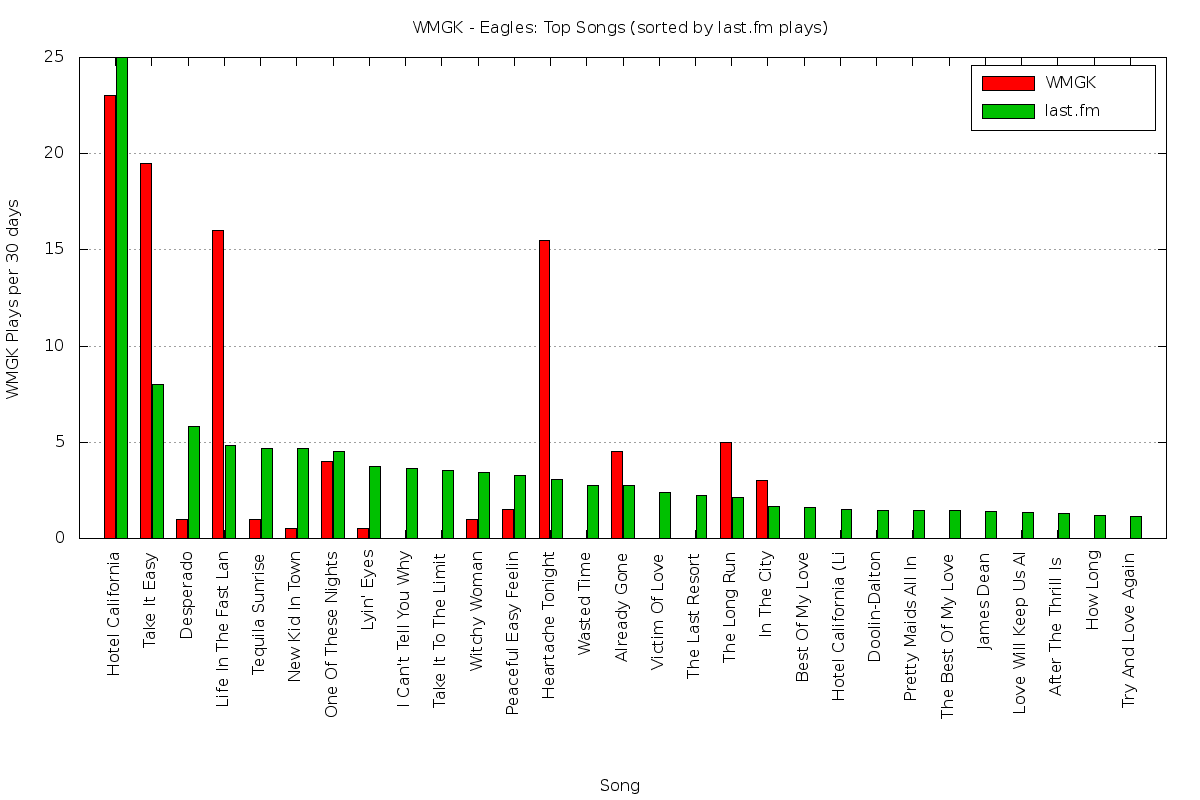 WMGK - Eagles: Top Songs (sorted by last.fm plays)
WMGK
last.fm
WMGK Plays per 30 days
25
20
15
10
5
0
Hotel California
Take It Easy
Desperado
Life In The Fast Lan
Tequila Sunrise
New Kid In Town
One Of These Nights
Lyin' Eyes
I Can't Tell You Why
Take It To The Limit
Witchy Woman
Peaceful Easy Feelin
Heartache Tonight
Wasted Time
Already Gone
Victim Of Love
The Last Resort
The Long Run
In The City
Best Of My Love
Hotel California (Li
Doolin-Dalton
Pretty Maids All In
The Best Of My Love
James Dean
Love Will Keep Us Al
After The Thrill Is
How Long
Try And Love Again
Song